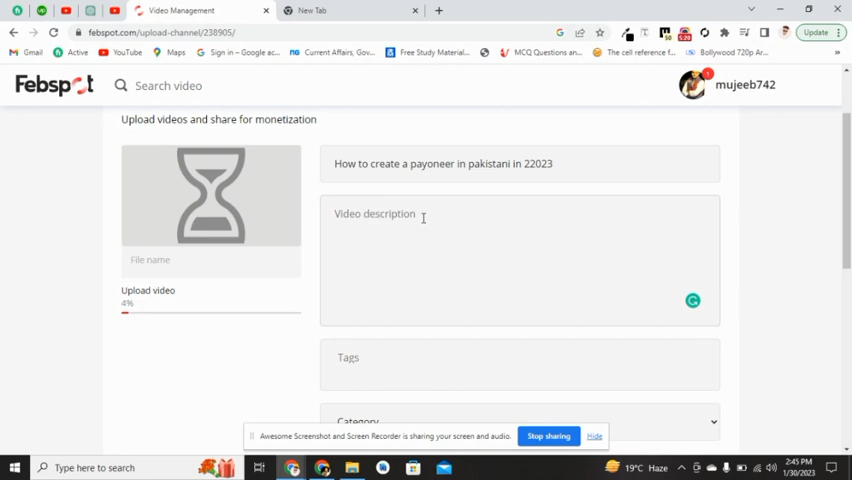 Video Management
New Tab
febspot.com/upload-channel/238905/
Update
Gmail
Active
YouTube
Maps
Sign in – Google ac...
Current Affairs, Gov...
Free Study Material...
MCQ Questions an...
The cell reference f...
Bollywood 720p Ar...
Febspot
Search video
1
mujeeb742
Upload videos and share for monetization
How to create a payoneer in pakistani in 22023
Video description
File name
Upload video
4%
Tags
Category
Awesome Screenshot and Screen Recorder is sharing your screen and audio.
Stop sharing
Hide
Type here to search
19°C Haze
2:45 PM
1/30/2023